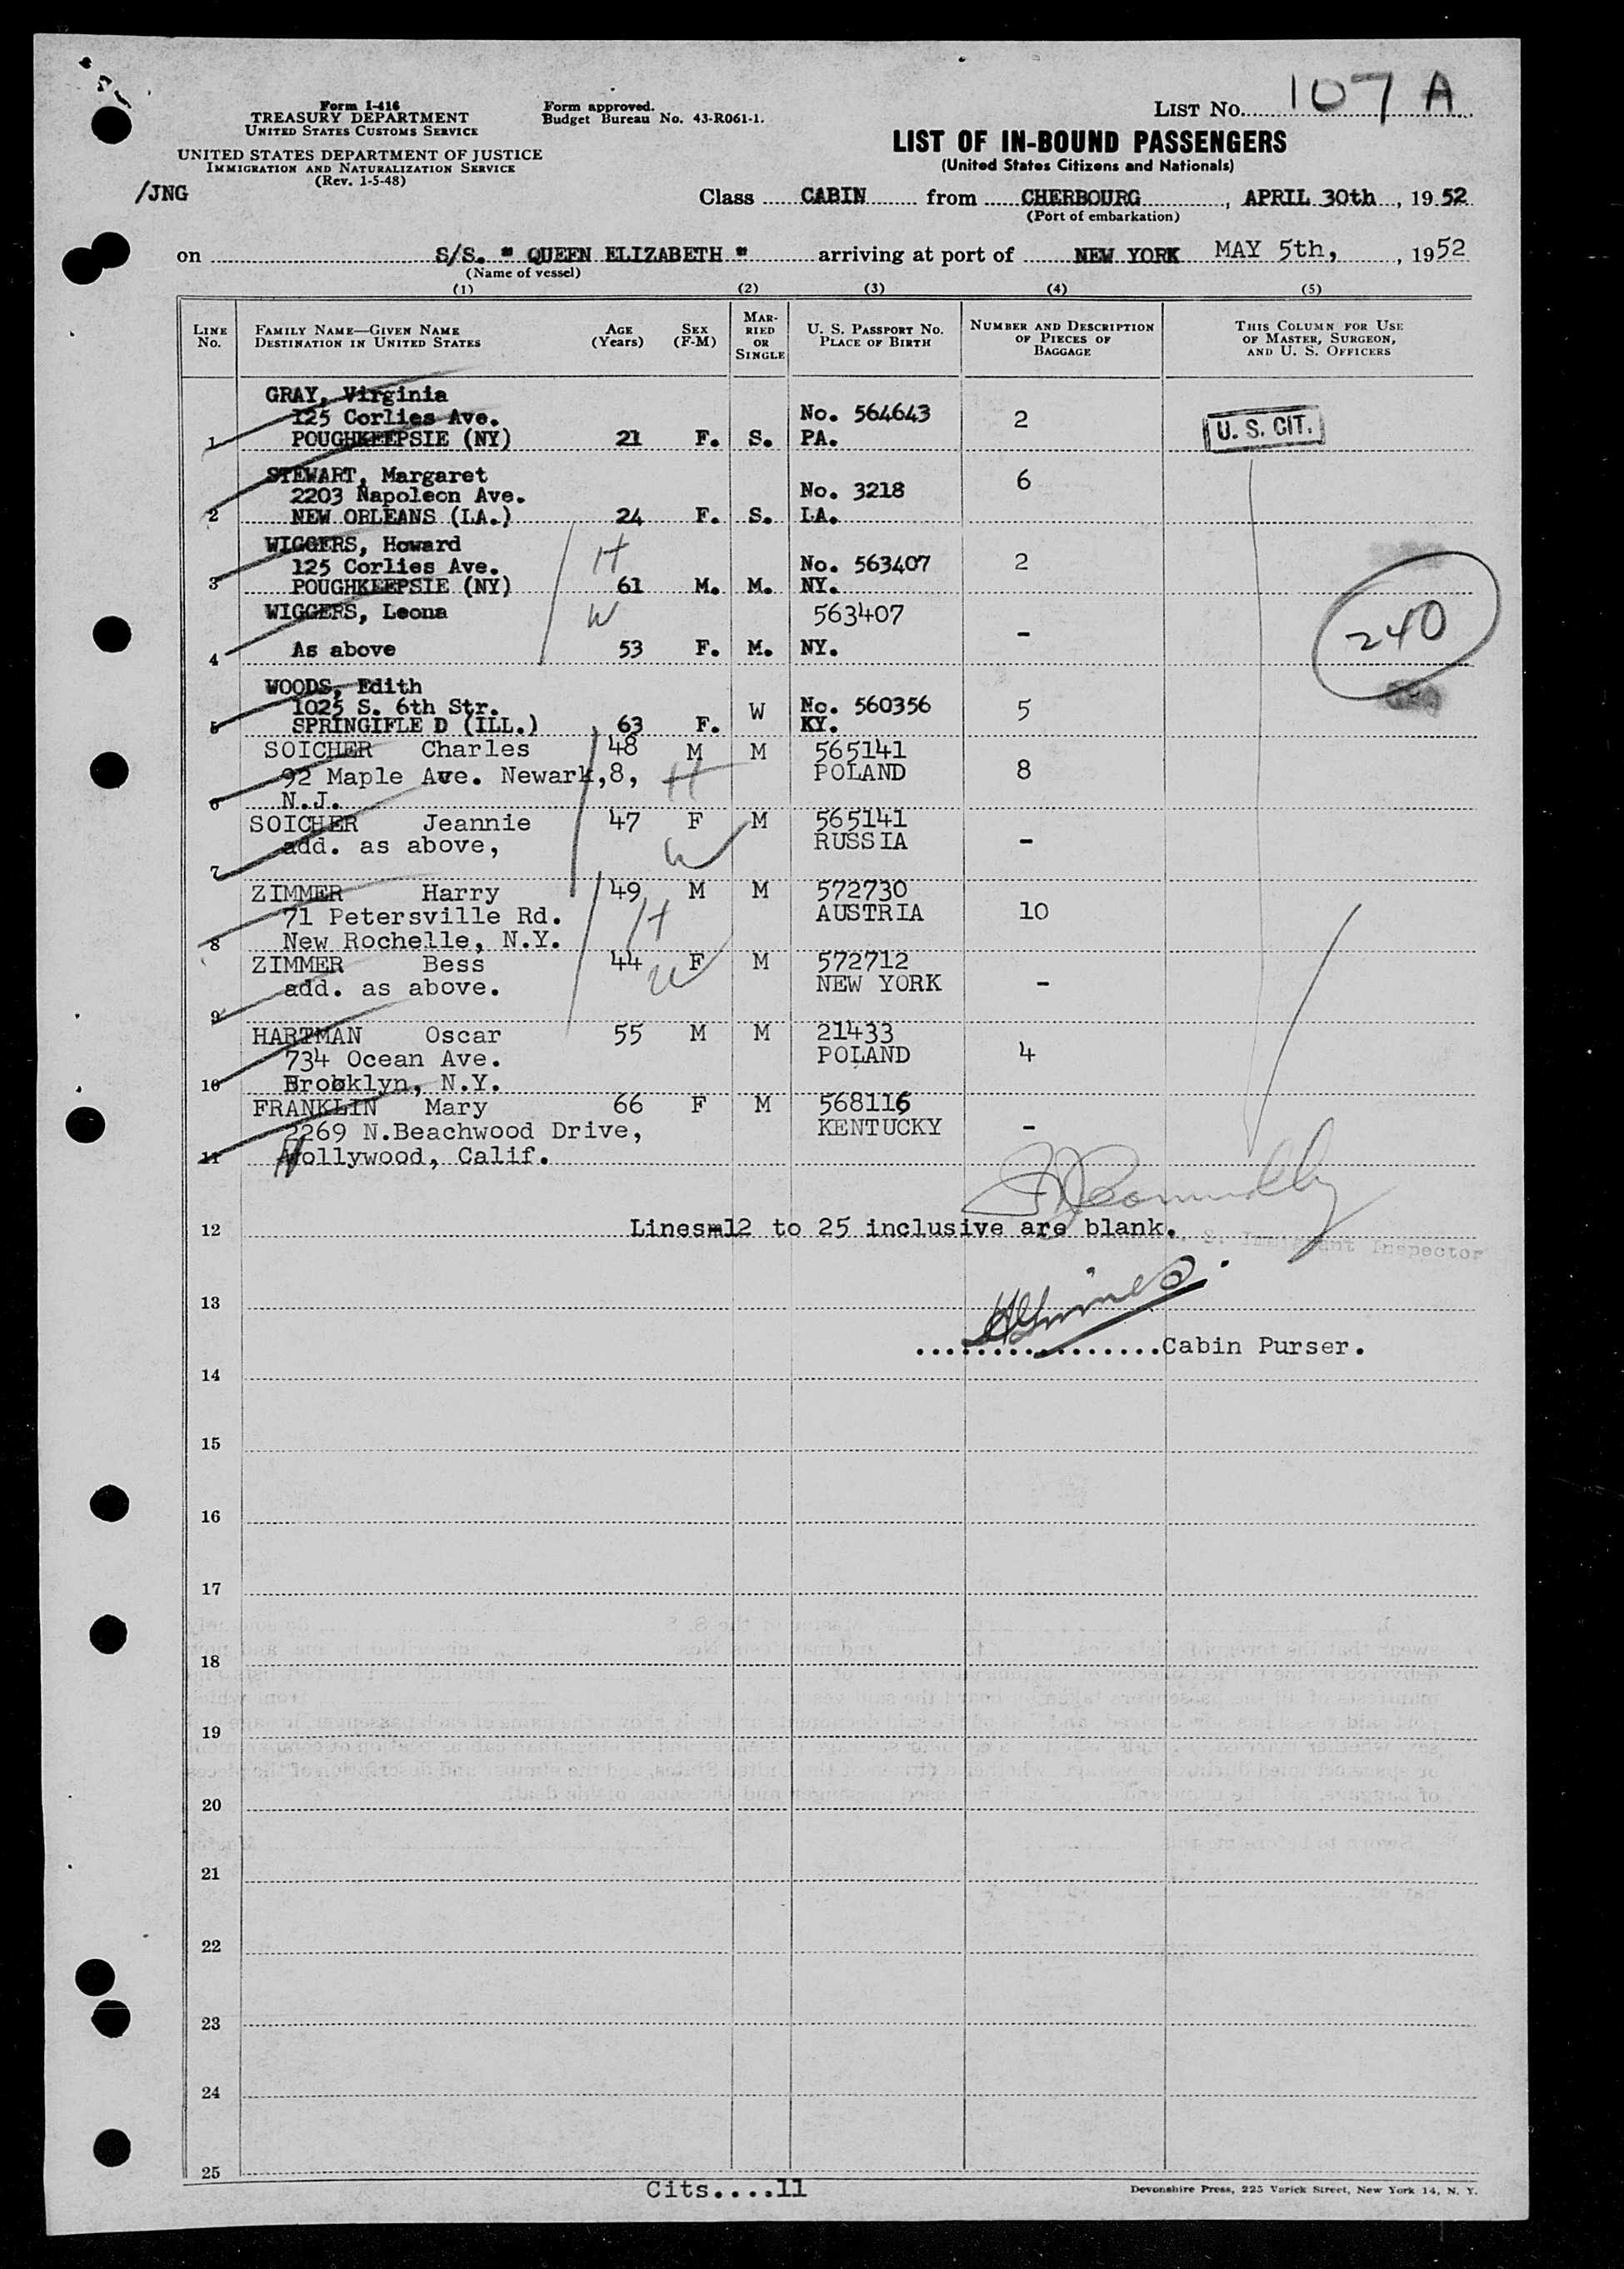 LIST NO. 107 A
Form I-416
TREASURY DEPARTMENT
UNITED STATES CUSTOMS SERVICE
Form approved.
Budget Bureau No. 43-R061-1.
UNITED STATES DEPARTMENT OF JUSTICE
IMMIGRATION AND NATURALIZATION SERVICE
(Rev. 1-5-48)
LIST OF IN-BOUND PASSENGERS
(United States Citizens and Nationals)
/JNG
Class CABIN from CHERBOURG, APRIL 30th, 1952
(Port of embarkation)
on S/S. " QUEEN ELIZABETH " arriving at port of NEW YORK MAY 5th, , 1952
(Name of vessel)
(1) (2) (3) (4) (5)
LINE No. FAMILY NAME—GIVEN NAME DESTINATION IN UNITED STATES AGE (Years) SEX (F-M) MARRIED OR SINGLE U. S. PASSPORT NO. PLACE OF BIRTH NUMBER AND DESCRIPTION OF PIECES OF BAGGAGE THIS COLUMN FOR USE OF MASTER, SURGEON, AND U. S. OFFICERS
GRAY, Virginia
125 Corlies Ave. No. 564643 2 U. S. CIT.
1 POUGHKEEPSIE (NY) 21 F. S. PA.
STEWART, Margaret 6
2203 Napoleon Ave. No. 3218
2 NEW ORLEANS (LA.) 24 F. S. LA.
WIGGERS, Howard H
125 Corlies Ave. No. 563407 2
3 POUGHKEEPSIE (NY) 61 M. M. NY.
WIGGERS, Leona W 563407 - 240
4 As above 53 F. M. NY.
WOODS, Edith
1025 S. 6th Str. W No. 560356 5
5 SPRINGIFLE D (ILL.) 63 F. KY.
SOICHER Charles 48 M M 565141
92 Maple Ave. Newark,8, H POLAND 8
6 N.J.
SOICHER Jeannie 47 F M 565141
add. as above, W RUSSIA -
7
ZIMMER Harry 49 M M 572730
71 Petersville Rd. H AUSTRIA 10
8 New Rochelle, N.Y.
ZIMMER Bess 44 F M 572712
add. as above. W NEW YORK -
9
HARTMAN Oscar 55 M M 21433
734 Ocean Ave. POLAND 4
10 Brooklyn, N.Y.
FRANKLIN Mary 66 F M 568116
2269 N.Beachwood Drive, KENTUCKY -
11 Hollywood, Calif.
12 Lines-12 to 25 inclusive are blank.
S. Immigrant Inspector
13
................Cabin Purser.
14
15
16
17
18
19
20
21
22
23
24
25
Cits....11
Devonshire Press, 225 Varick Street, New York 14, N. Y.